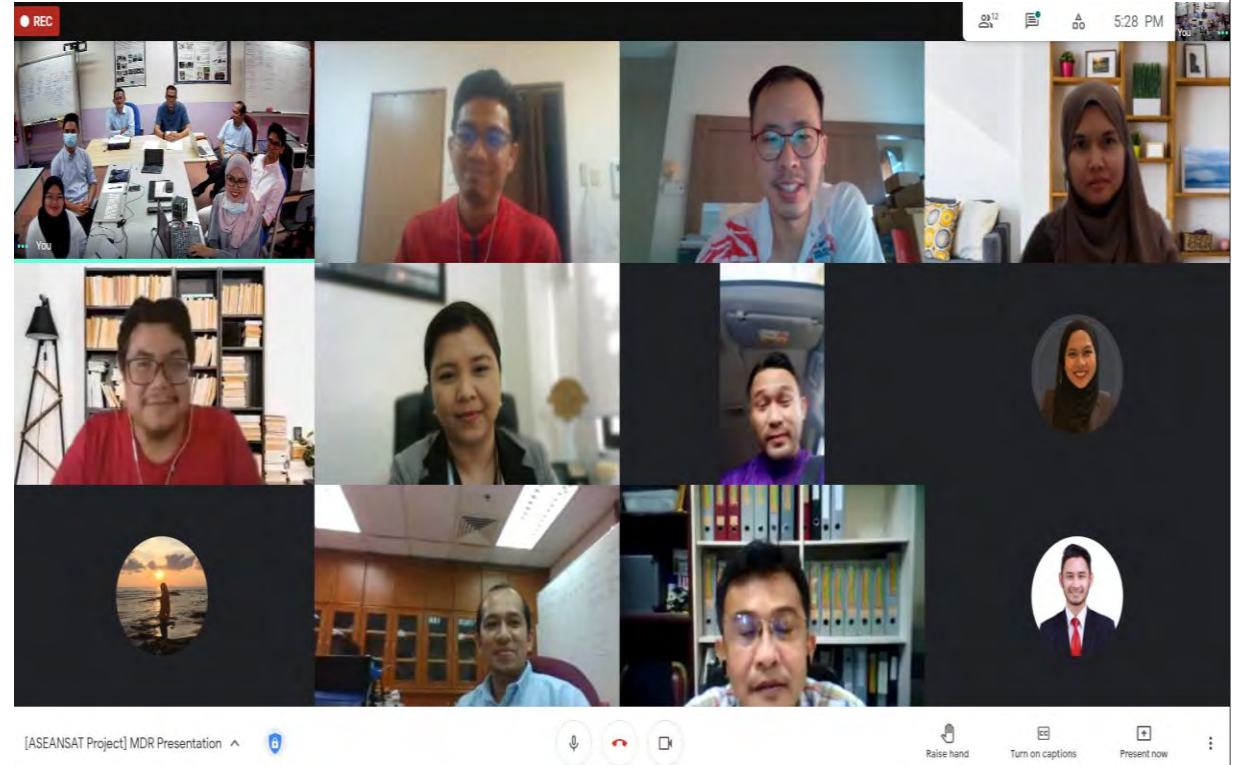 REC
12
5:28 PM
You
You
[ASEANSAT Project] MDR Presentation
Raise hand
Turn on captions
Present now